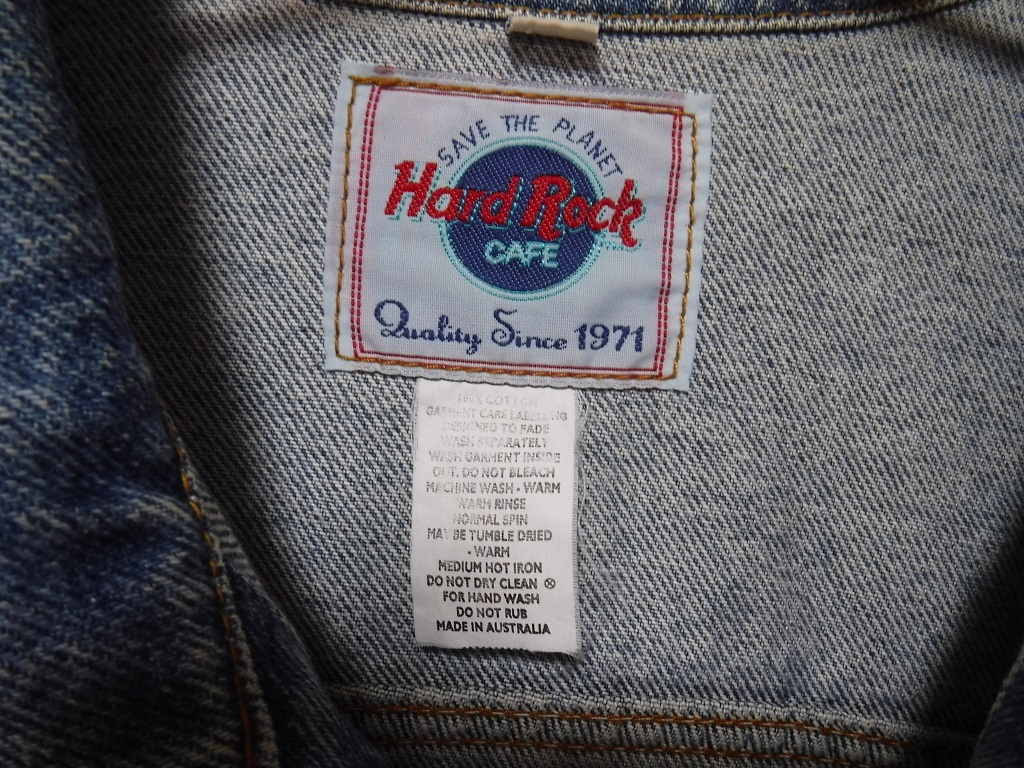 SAVE THE PLANET
Hard Rock
CAFE
Quality Since 1971
100% COTTON
GARMENT CARE LABELLING
DESIGNED TO FADE
WASH SEPARATELY
WASH GARMENT INSIDE
OUT. DO NOT BLEACH
MACHINE WASH - WARM
WARM RINSE
NORMAL SPIN
MAY BE TUMBLE DRIED
- WARM
MEDIUM HOT IRON
DO NOT DRY CLEAN ⊗
FOR HAND WASH
DO NOT RUB
MADE IN AUSTRALIA